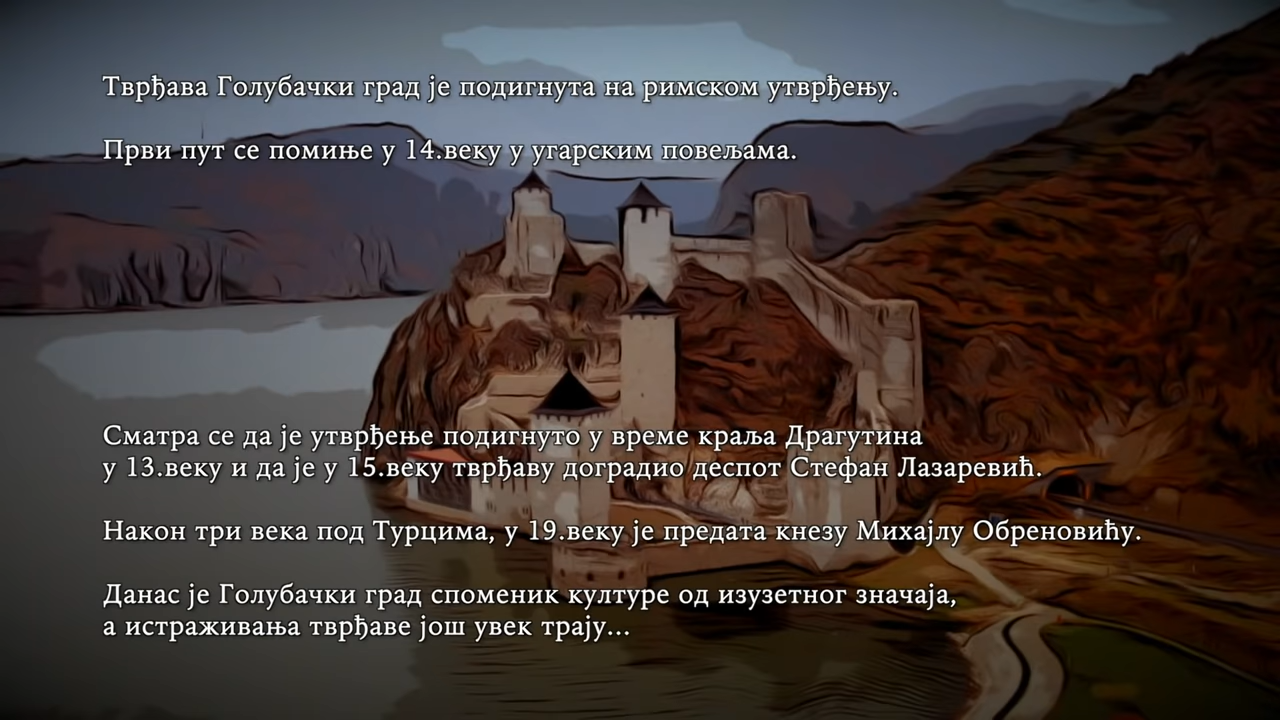 Тврђава Голубачки град је подигнута на римском утврђењу.
Први пут се помиње у 14.веку у угарским повељама.
Сматра се да је утврђење подигнуто у време краља Драгутина
у 13.веку и да је у 15.веку тврђаву доградио деспот Стефан Лазаревић.
Након три века под Турцима, у 19.веку је предата кнезу Михајлу Обреновићу.
Данас је Голубачки град споменик културе од изузетног значаја,
а истраживања тврђаве још увек трају...